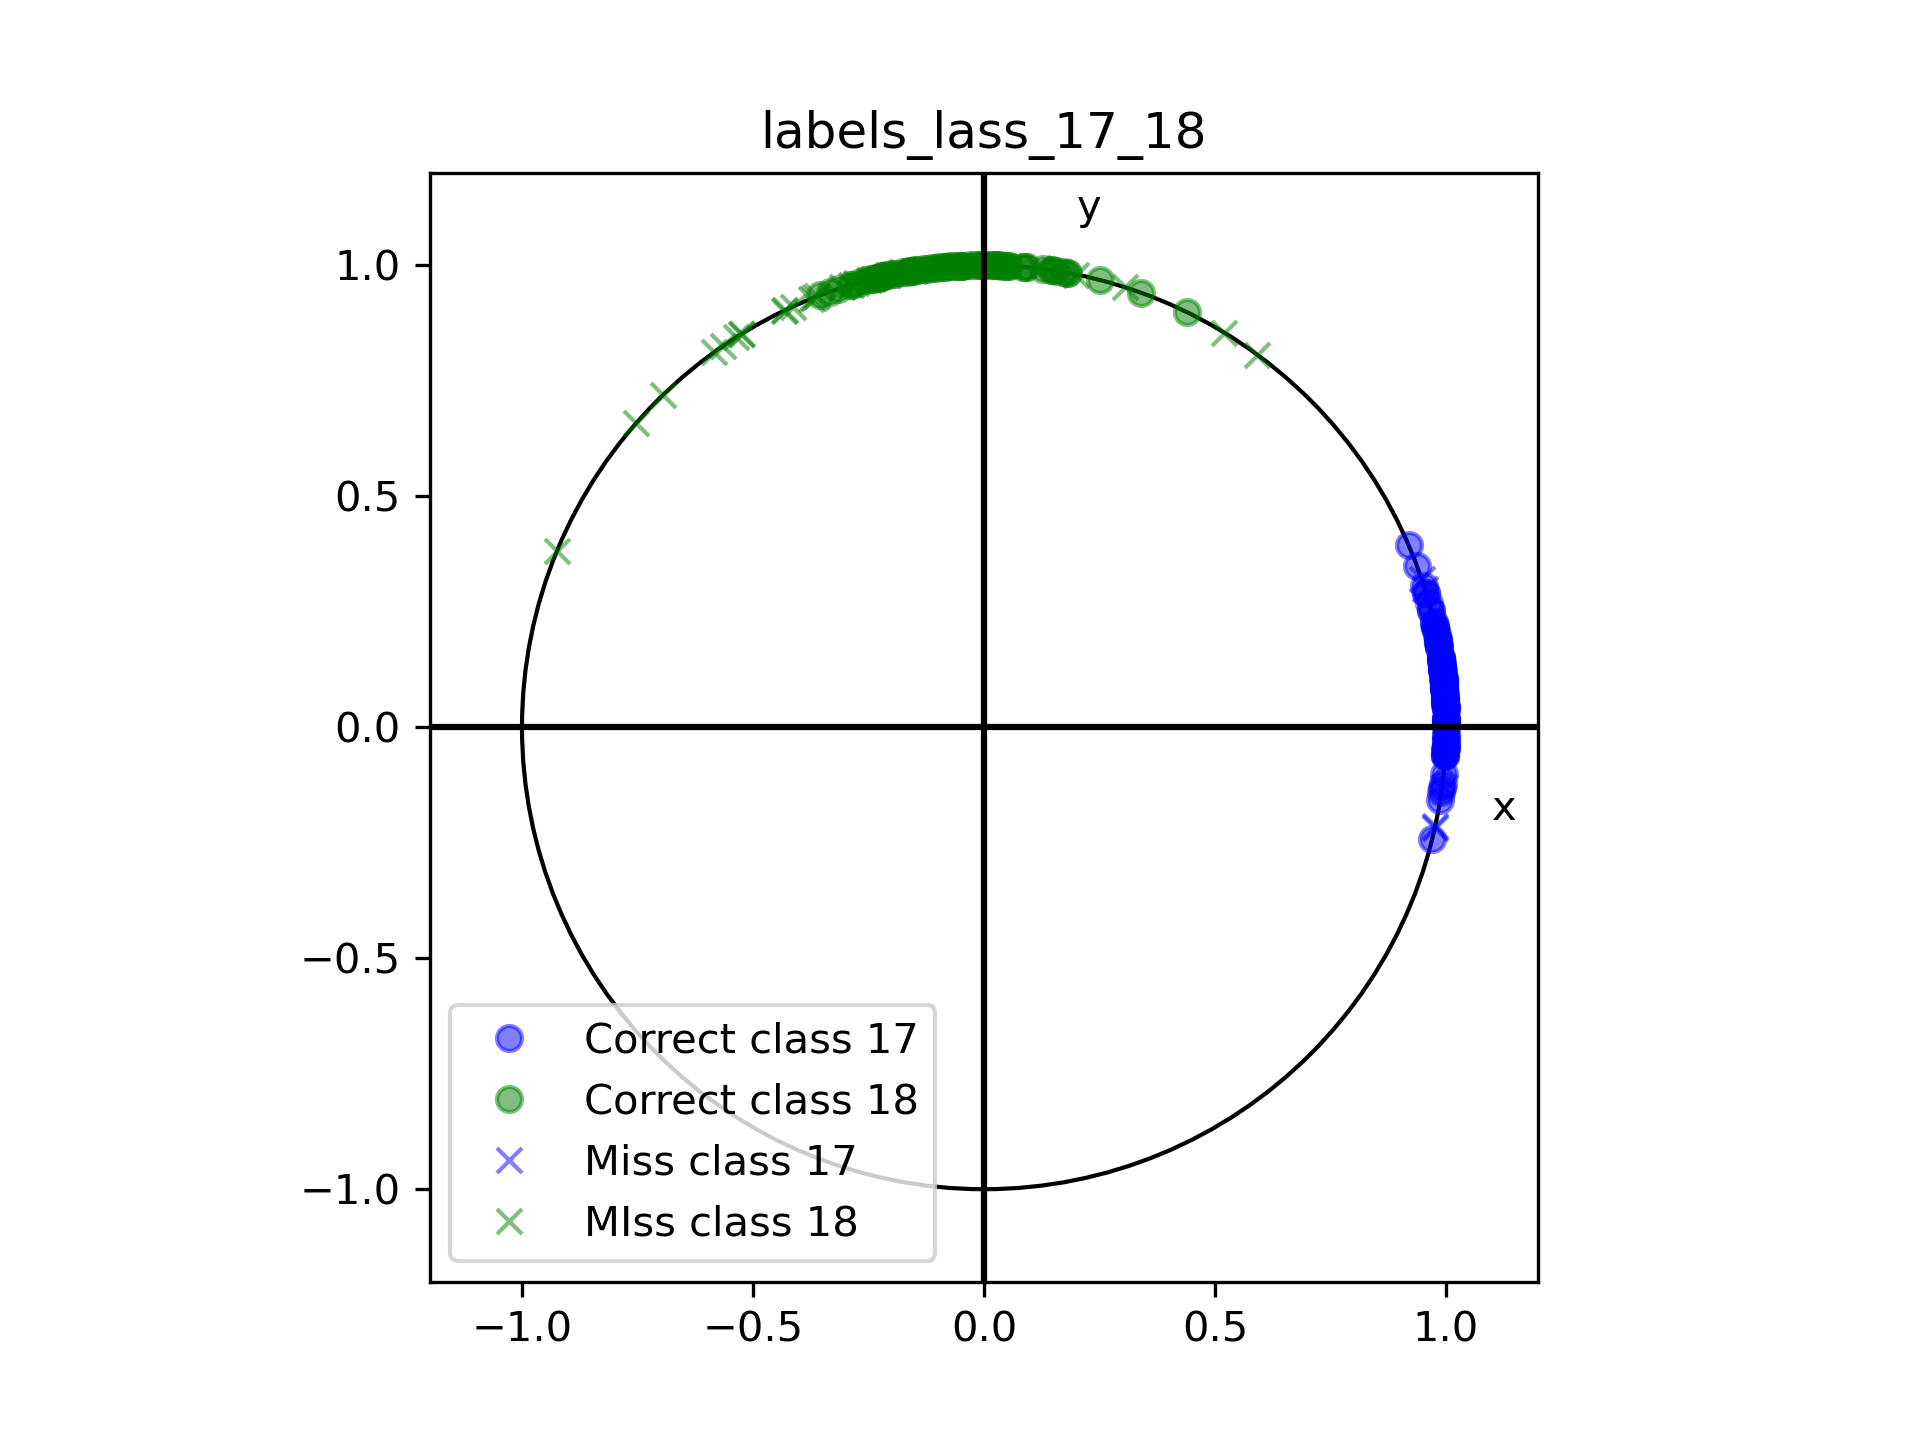 labels_lass_17_18
y
1.0
0.5
0.0
x
−0.5
−1.0
Correct class 17
Correct class 18
Miss class 17
MIss class 18
−1.0 −0.5 0.0 0.5 1.0